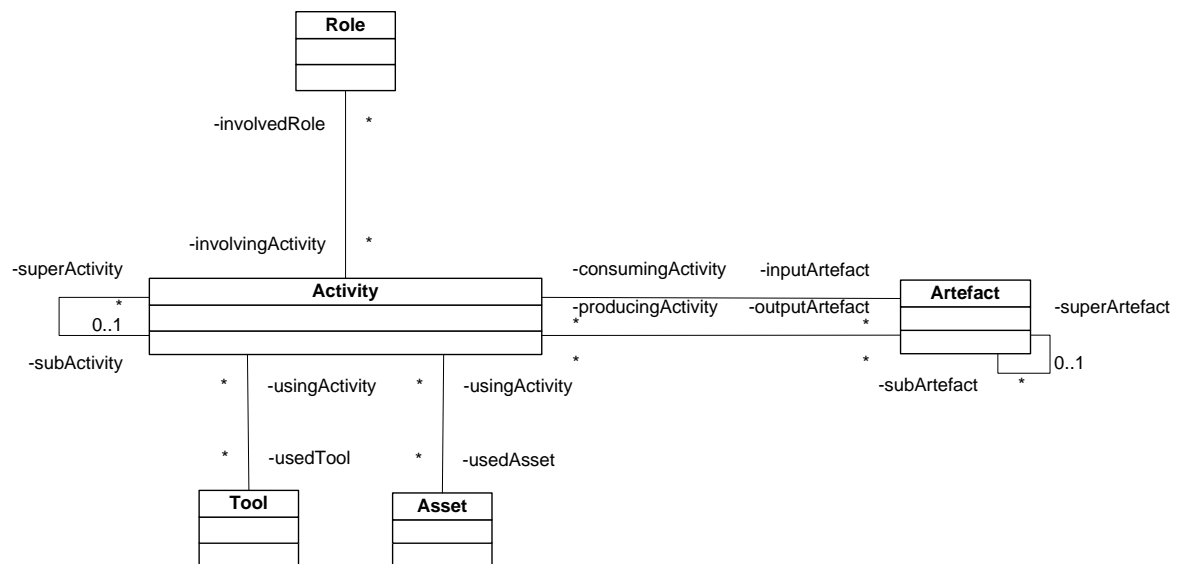 Role
-involvedRole *
-involvingActivity *
-superActivity
Activity
-consumingActivity -inputArtefact
Artefact
*
-producingActivity -outputArtefact
-superArtefact
0..1
* *
-subActivity
* *
0..1
* -usingActivity * -usingActivity
-subArtefact *
* -usedTool * -usedAsset
Tool Asset